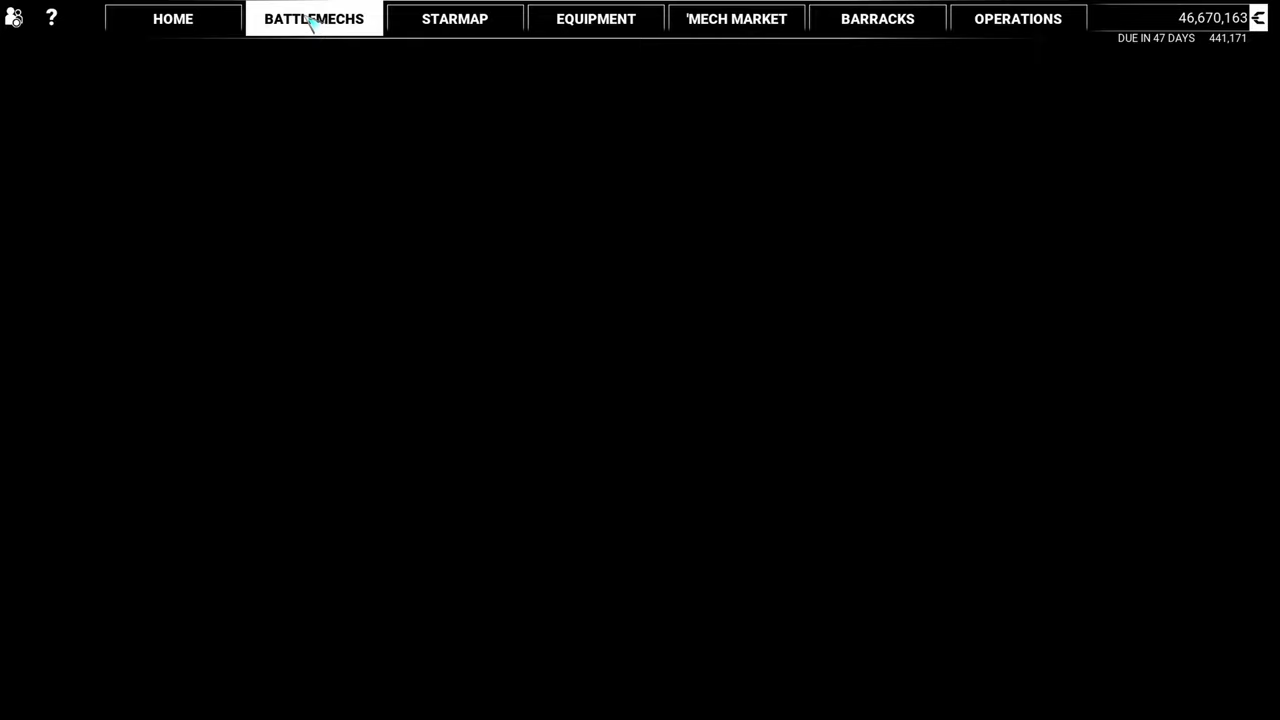 ?
HOME
BATTLEMECHS
STARMAP
EQUIPMENT
'MECH MARKET
BARRACKS
OPERATIONS
46,670,163
DUE IN 47 DAYS 441,171